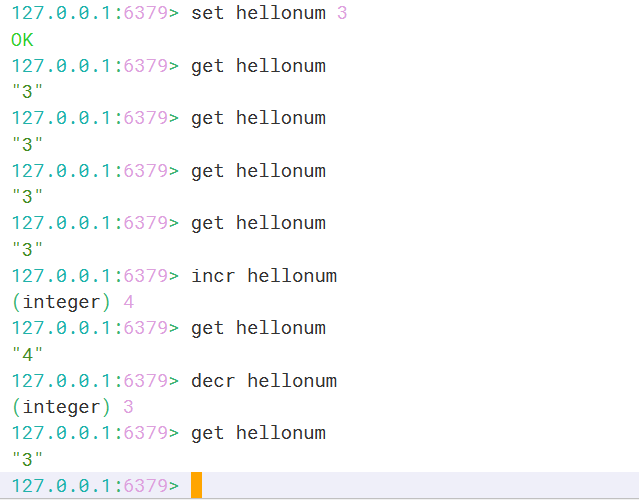 127.0.0.1:6379> set hellonum 3
OK
127.0.0.1:6379> get hellonum
"3"
127.0.0.1:6379> get hellonum
"3"
127.0.0.1:6379> get hellonum
"3"
127.0.0.1:6379> get hellonum
"3"
127.0.0.1:6379> incr hellonum
(integer) 4
127.0.0.1:6379> get hellonum
"4"
127.0.0.1:6379> decr hellonum
(integer) 3
127.0.0.1:6379> get hellonum
"3"
127.0.0.1:6379>